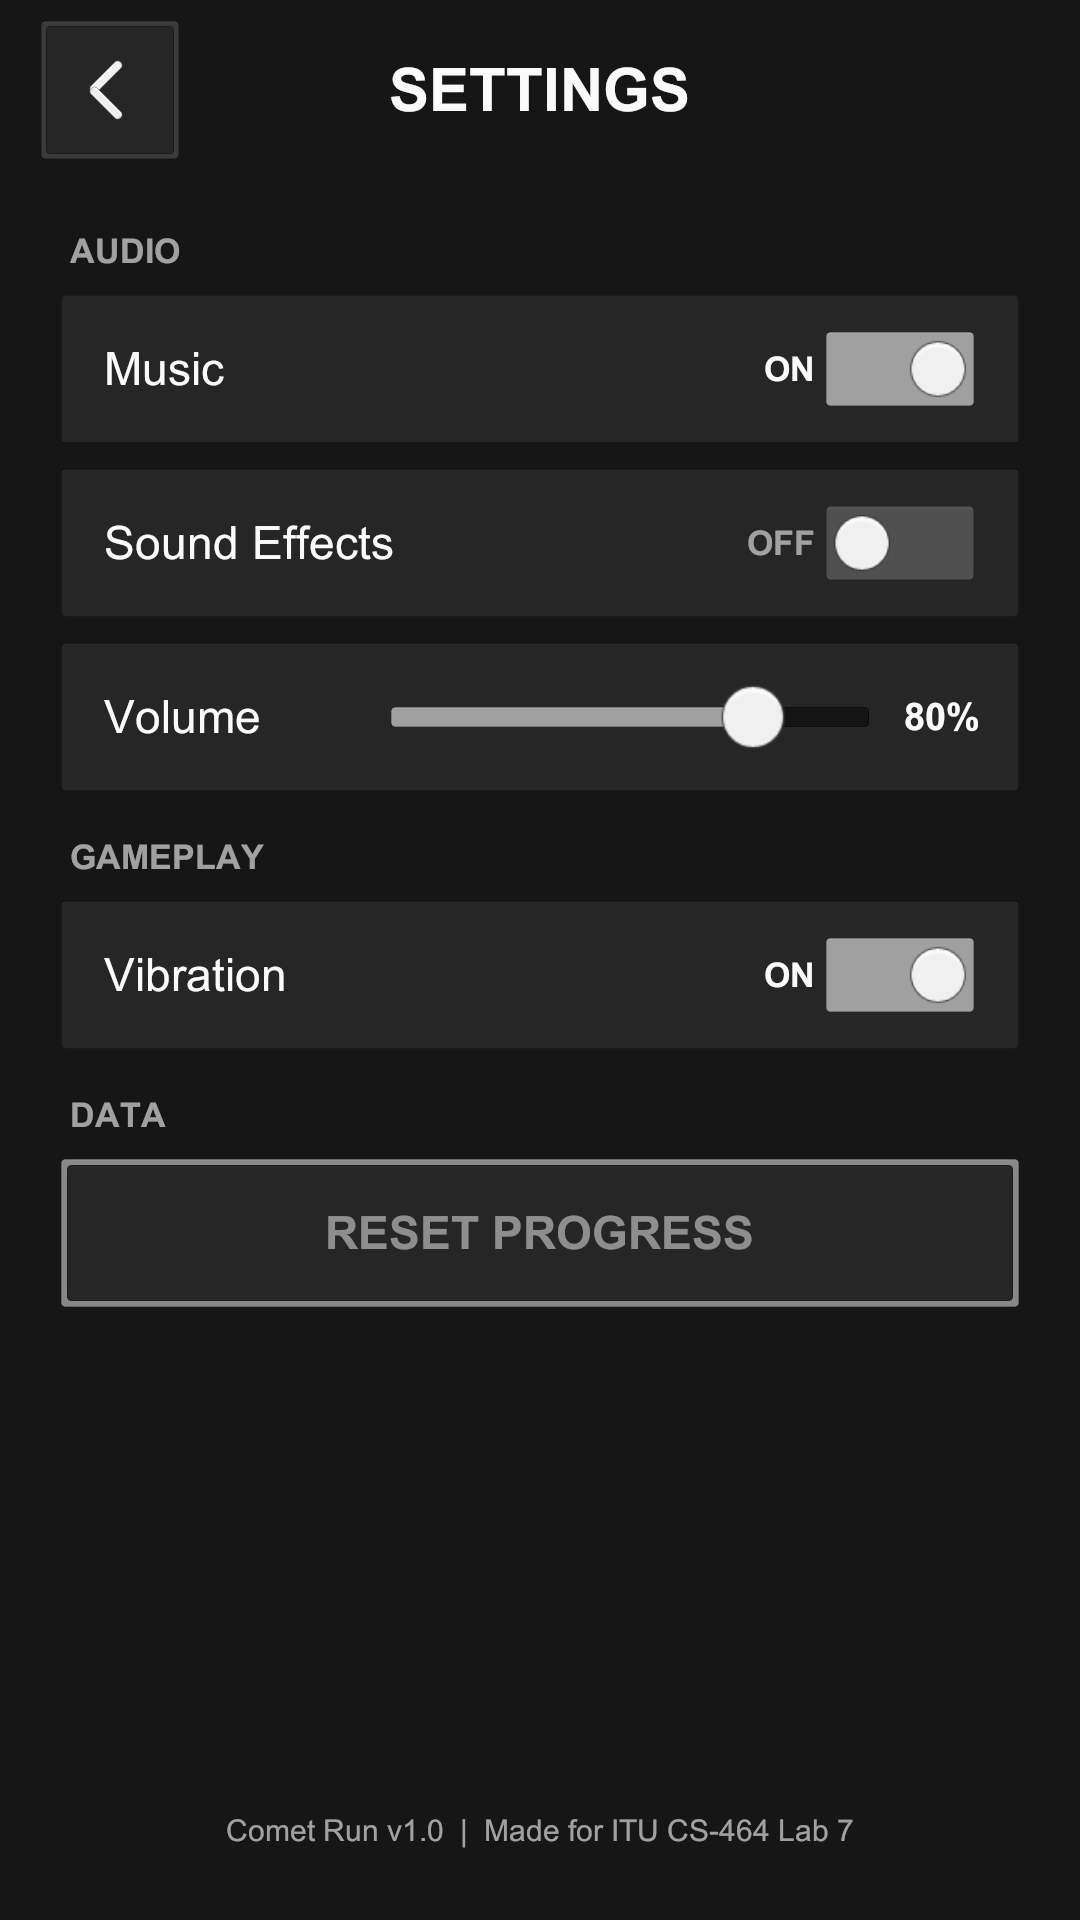 SETTINGS
AUDIO
Music ON
Sound Effects OFF
Volume 80%
GAMEPLAY
Vibration ON
DATA
RESET PROGRESS
Comet Run v1.0 | Made for ITU CS-464 Lab 7